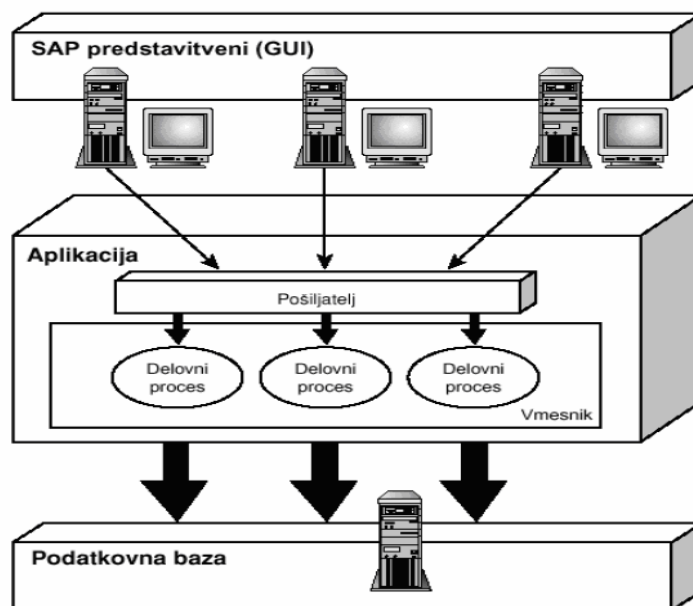 SAP predstavitveni (GUI)
Aplikacija
Pošiljatelj
Delovni
proces
Delovni
proces
Delovni
proces
Vmesnik
Podatkovna baza